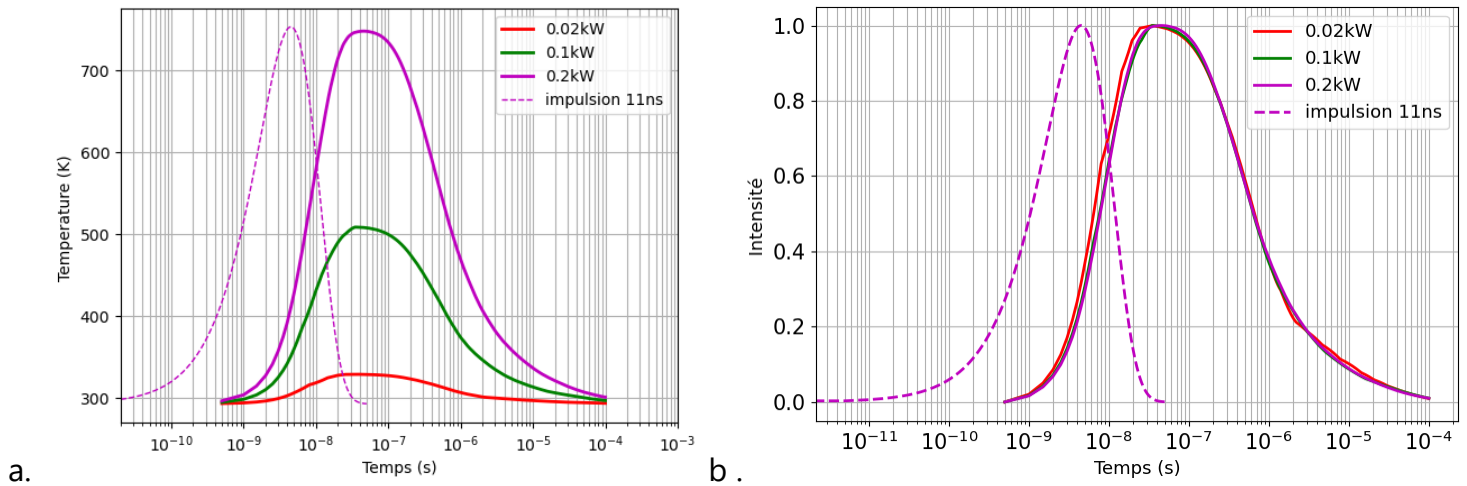 0.02kW
0.1kW
0.2kW
impulsion 11ns
Temperature (K)
700
600
500
400
300
10⁻¹⁰
10⁻⁹
10⁻⁸
10⁻⁷
10⁻⁶
10⁻⁵
10⁻⁴
10⁻³
Temps (s)
a.
0.02kW
0.1kW
0.2kW
impulsion 11ns
Intensité
1.0
0.8
0.6
0.4
0.2
0.0
10⁻¹¹
10⁻¹⁰
10⁻⁹
10⁻⁸
10⁻⁷
10⁻⁶
10⁻⁵
10⁻⁴
Temps (s)
b .